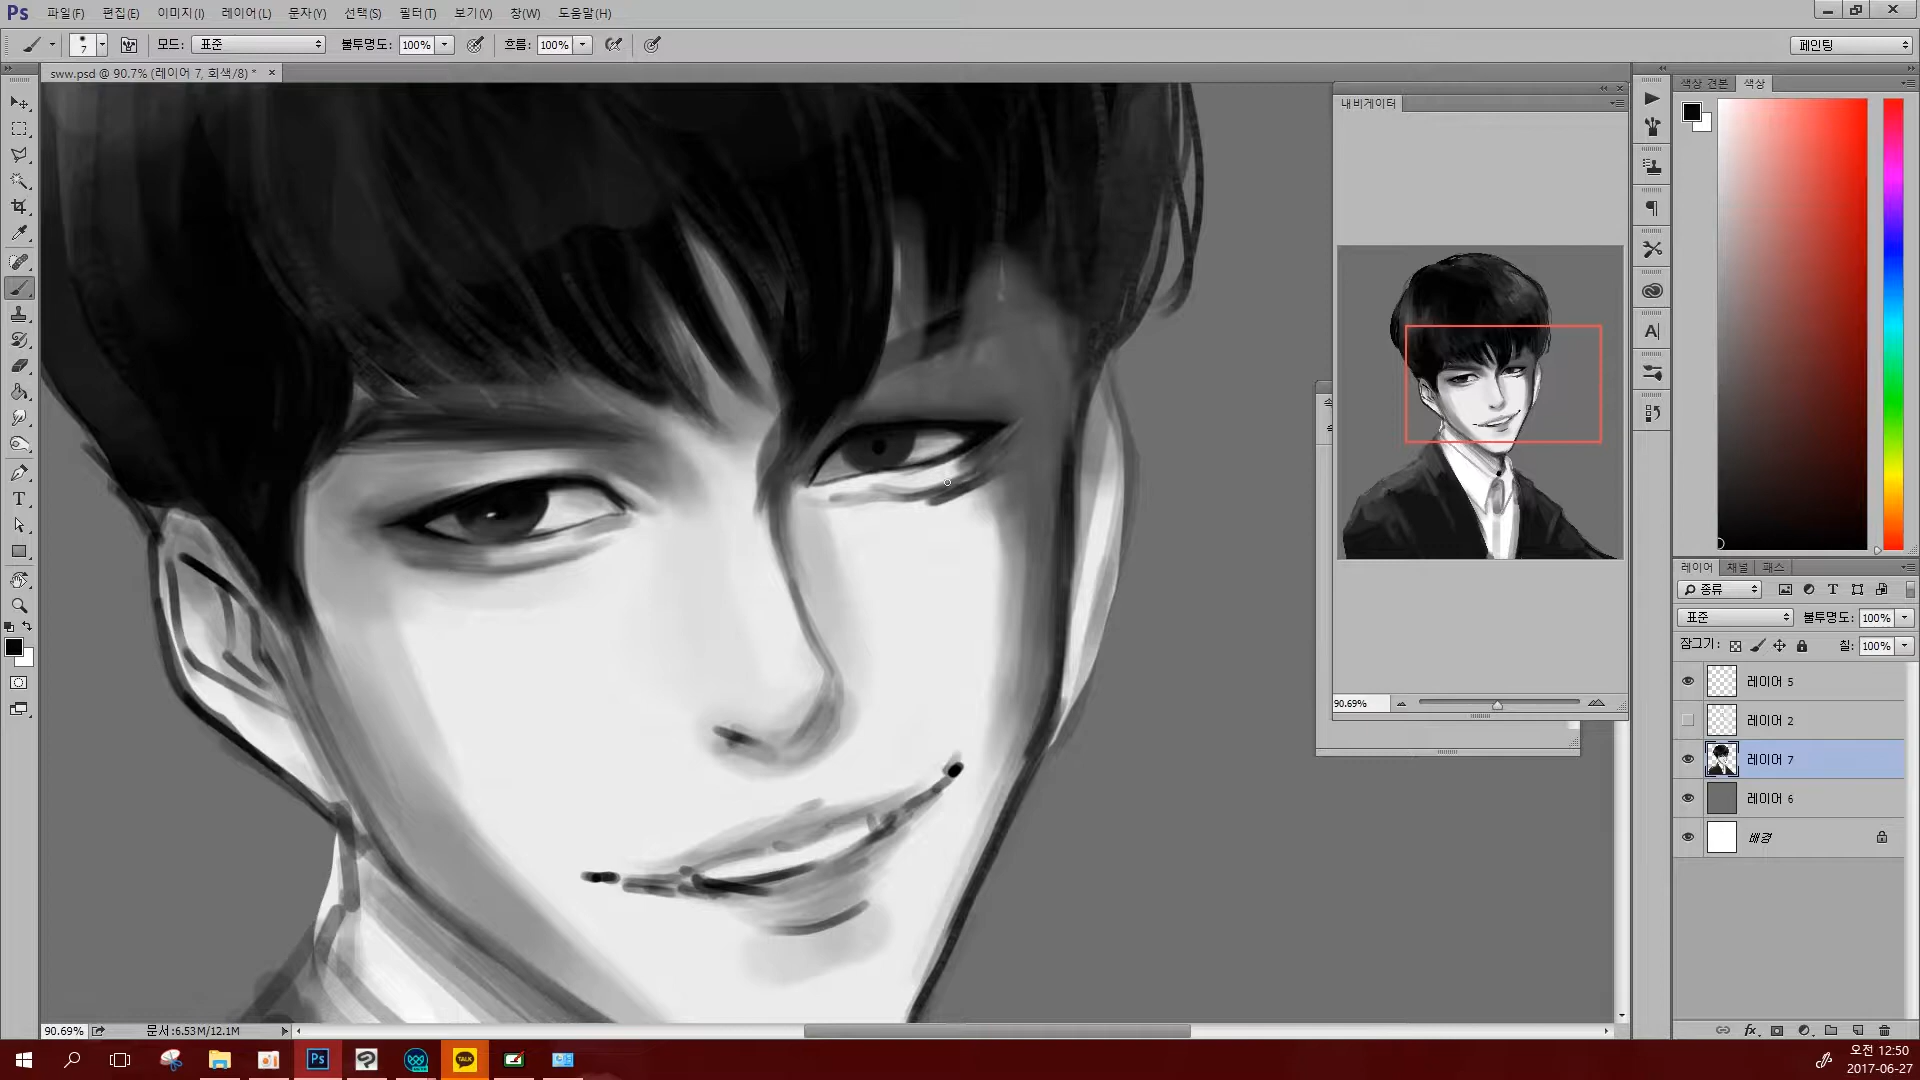 Ps 파일(F) 편집(E) 이미지(I) 레이어(L) 문자(Y) 선택(S) 필터(T) 보기(V) 창(W) 도움말(H)
7 모드: 표준 불투명도: 100% 흐름: 100% 페인팅
sww.psd @ 90.7% (레이어 7, 회색/8) * ×
내비게이터
90.69%
색상 견본 색상
레이어 채널 패스
종류
표준 불투명도: 100%
잠그기: 칠: 100%
레이어 5
레이어 2
레이어 7
레이어 6
배경
fx
90.69% 문서:6.53M/12.1M
Ps TALK
오전 12:50
2017-06-27